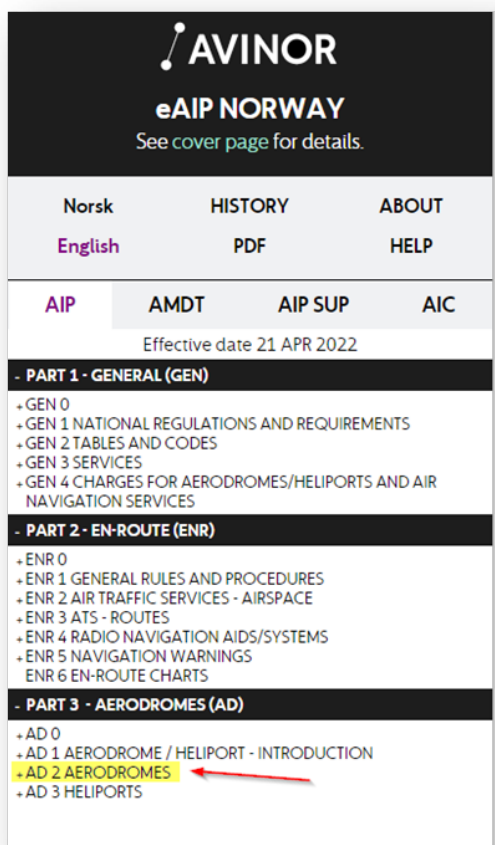 AVINOR
eAIP NORWAY
See cover page for details.
Norsk HISTORY ABOUT
English PDF HELP
AIP AMDT AIP SUP AIC
Effective date 21 APR 2022
- PART 1 - GENERAL (GEN)
+ GEN 0
+ GEN 1 NATIONAL REGULATIONS AND REQUIREMENTS
+ GEN 2 TABLES AND CODES
+ GEN 3 SERVICES
+ GEN 4 CHARGES FOR AERODROMES/HELIPORTS AND AIR
NAVIGATION SERVICES
- PART 2 - EN-ROUTE (ENR)
+ ENR 0
+ ENR 1 GENERAL RULES AND PROCEDURES
+ ENR 2 AIR TRAFFIC SERVICES - AIRSPACE
+ ENR 3 ATS - ROUTES
+ ENR 4 RADIO NAVIGATION AIDS/SYSTEMS
+ ENR 5 NAVIGATION WARNINGS
ENR 6 EN-ROUTE CHARTS
- PART 3 - AERODROMES (AD)
+ AD 0
+ AD 1 AERODROME / HELIPORT - INTRODUCTION
+ AD 2 AERODROMES
+ AD 3 HELIPORTS